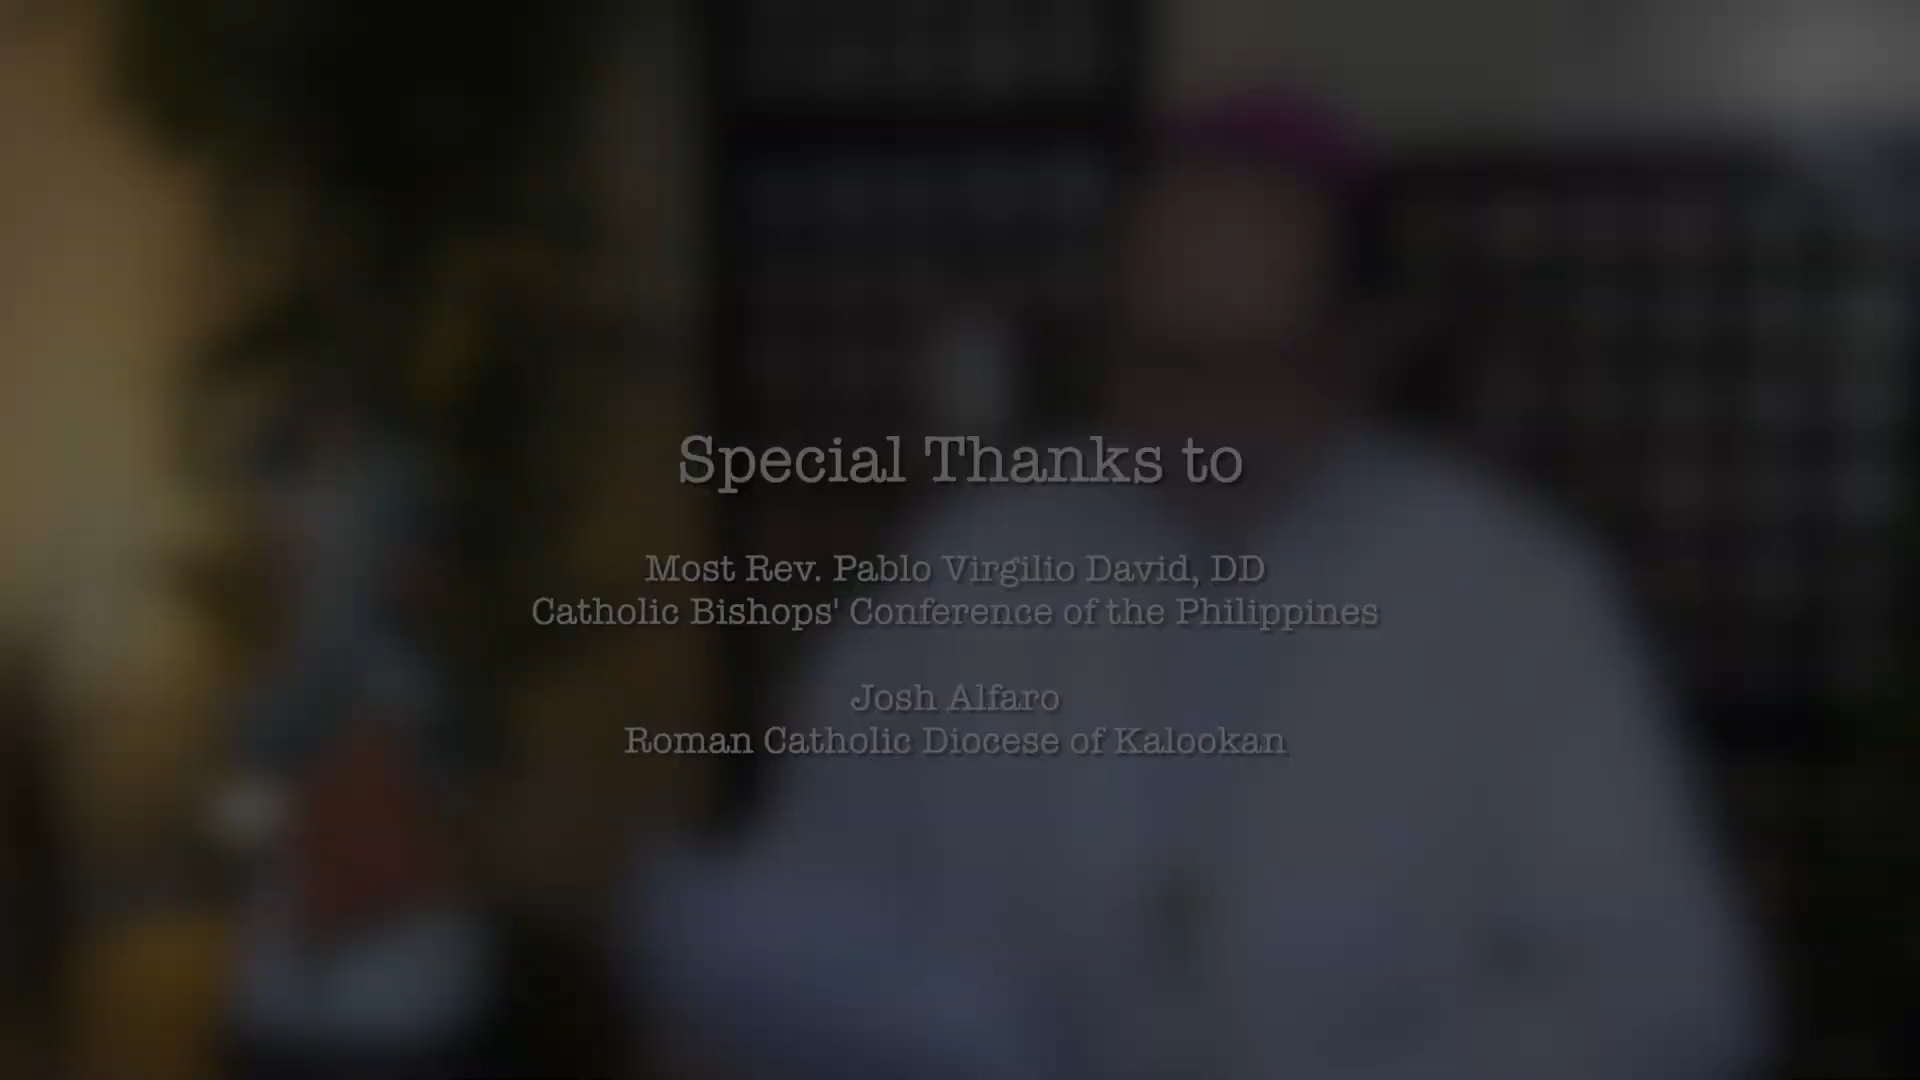 Special Thanks to
Most Rev. Pablo Virgilio David, DD
Catholic Bishops' Conference of the Philippines
Josh Alfaro
Roman Catholic Diocese of Kalookan